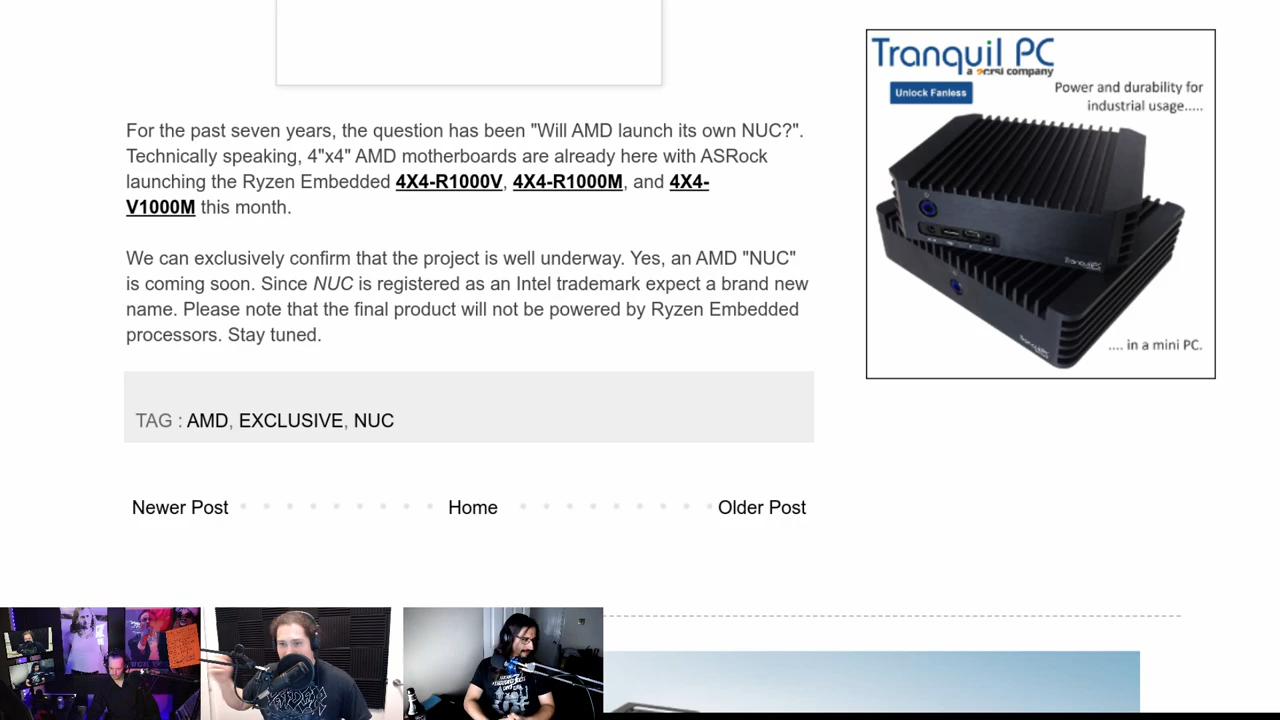 Tranquil PC
a acrsi company
Unlock Fanless
Power and durability for
industrial usage.....
For the past seven years, the question has been "Will AMD launch its own NUC?".
Technically speaking, 4"x4" AMD motherboards are already here with ASRock
launching the Ryzen Embedded 4X4-R1000V, 4X4-R1000M, and 4X4-
V1000M this month.
We can exclusively confirm that the project is well underway. Yes, an AMD "NUC"
is coming soon. Since NUC is registered as an Intel trademark expect a brand new
name. Please note that the final product will not be powered by Ryzen Embedded
processors. Stay tuned.
TranquilPC
TranquilPC
.... in a mini PC.
TAG : AMD, EXCLUSIVE, NUC
Newer Post
Home
Older Post